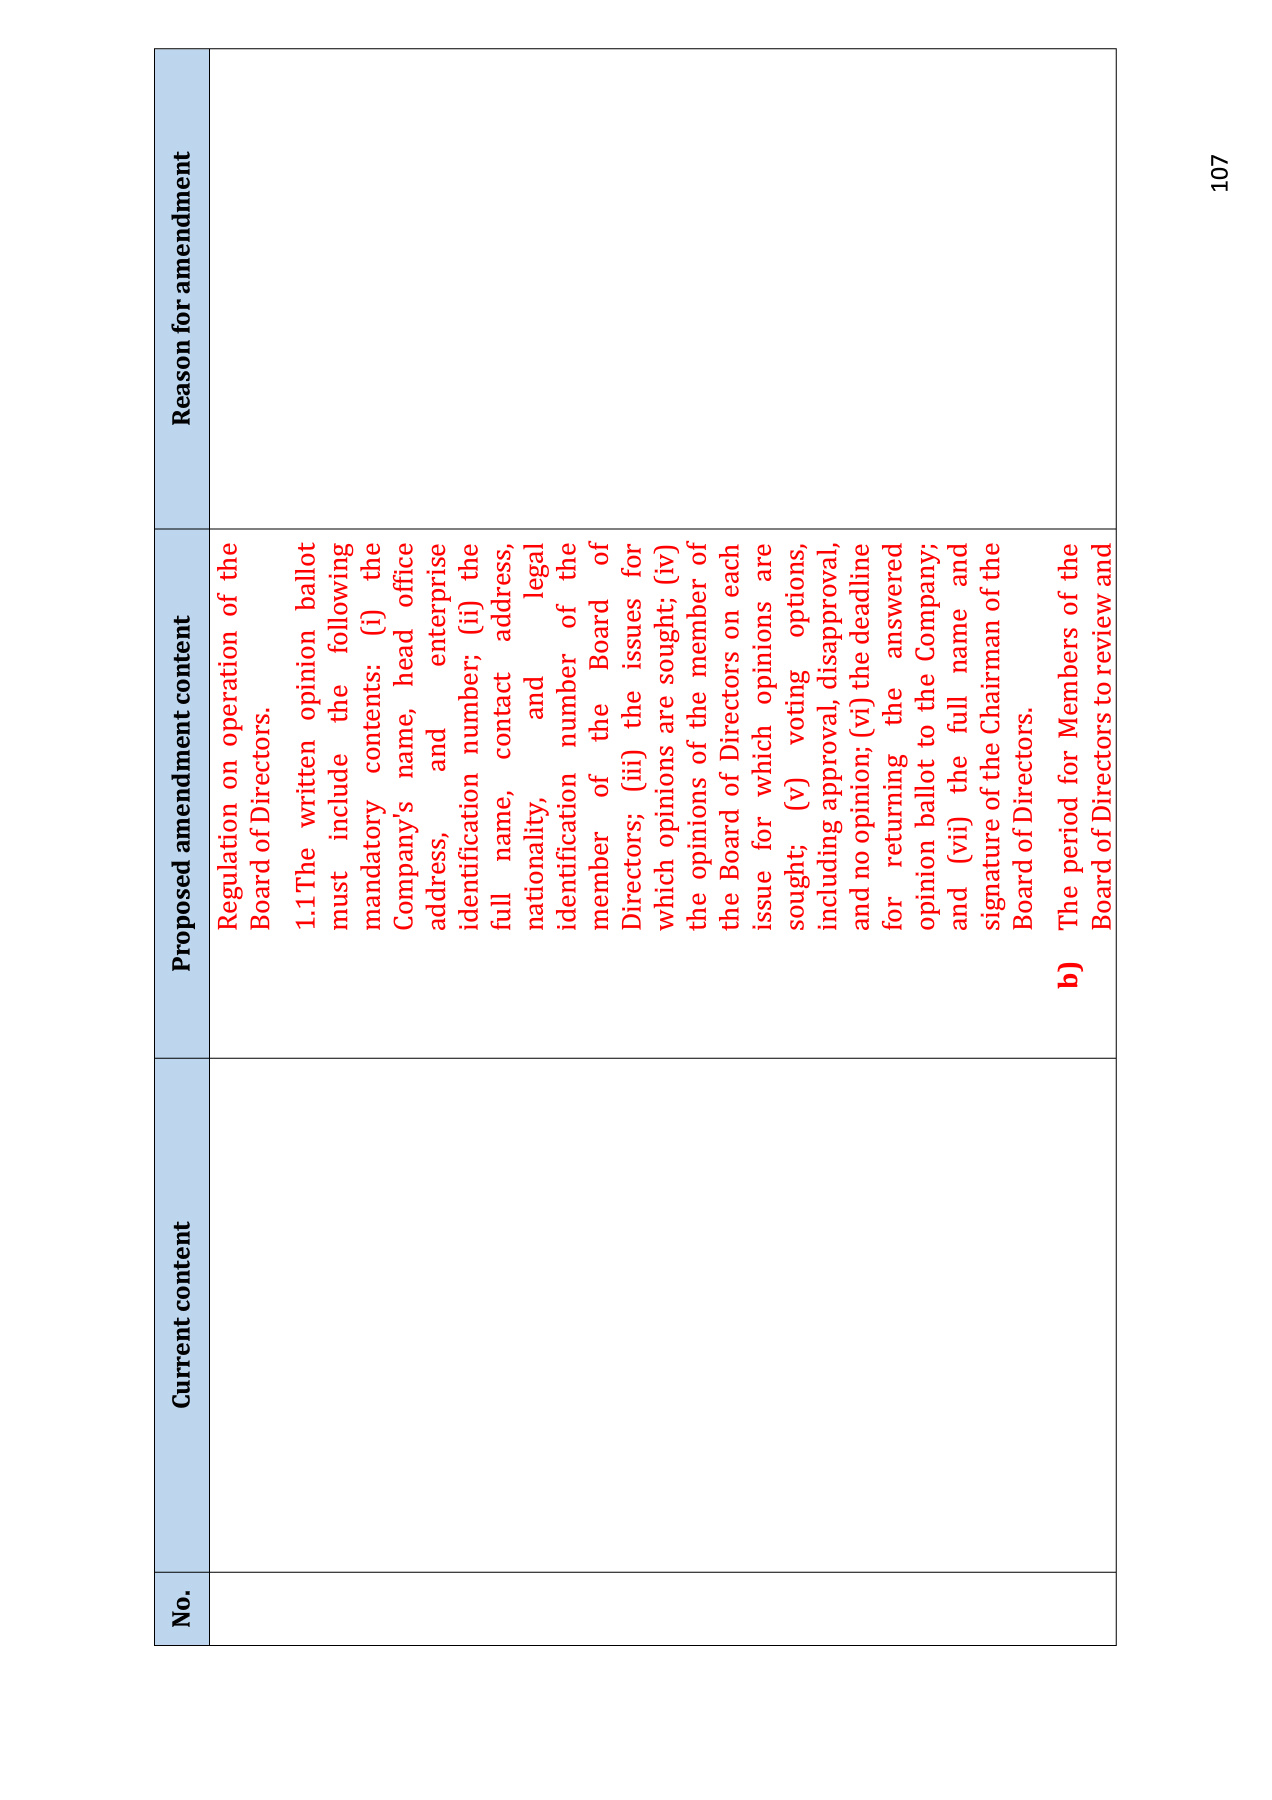 No.
Current content
Proposed amendment content
Reason for amendment
Regulation on operation of the
Board of Directors.
1.1The written opinion ballot
must include the following
mandatory contents: (i) the
Company's name, head office
address, and enterprise
identification number; (ii) the
full name, contact address,
nationality, and legal
identification number of the
member of the Board of
Directors; (iii) the issues for
which opinions are sought; (iv)
the opinions of the member of
the Board of Directors on each
issue for which opinions are
sought; (v) voting options,
including approval, disapproval,
and no opinion; (vi) the deadline
for returning the answered
opinion ballot to the Company;
and (vii) the full name and
signature of the Chairman of the
Board of Directors.
b) The period for Members of the
Board of Directors to review and
107